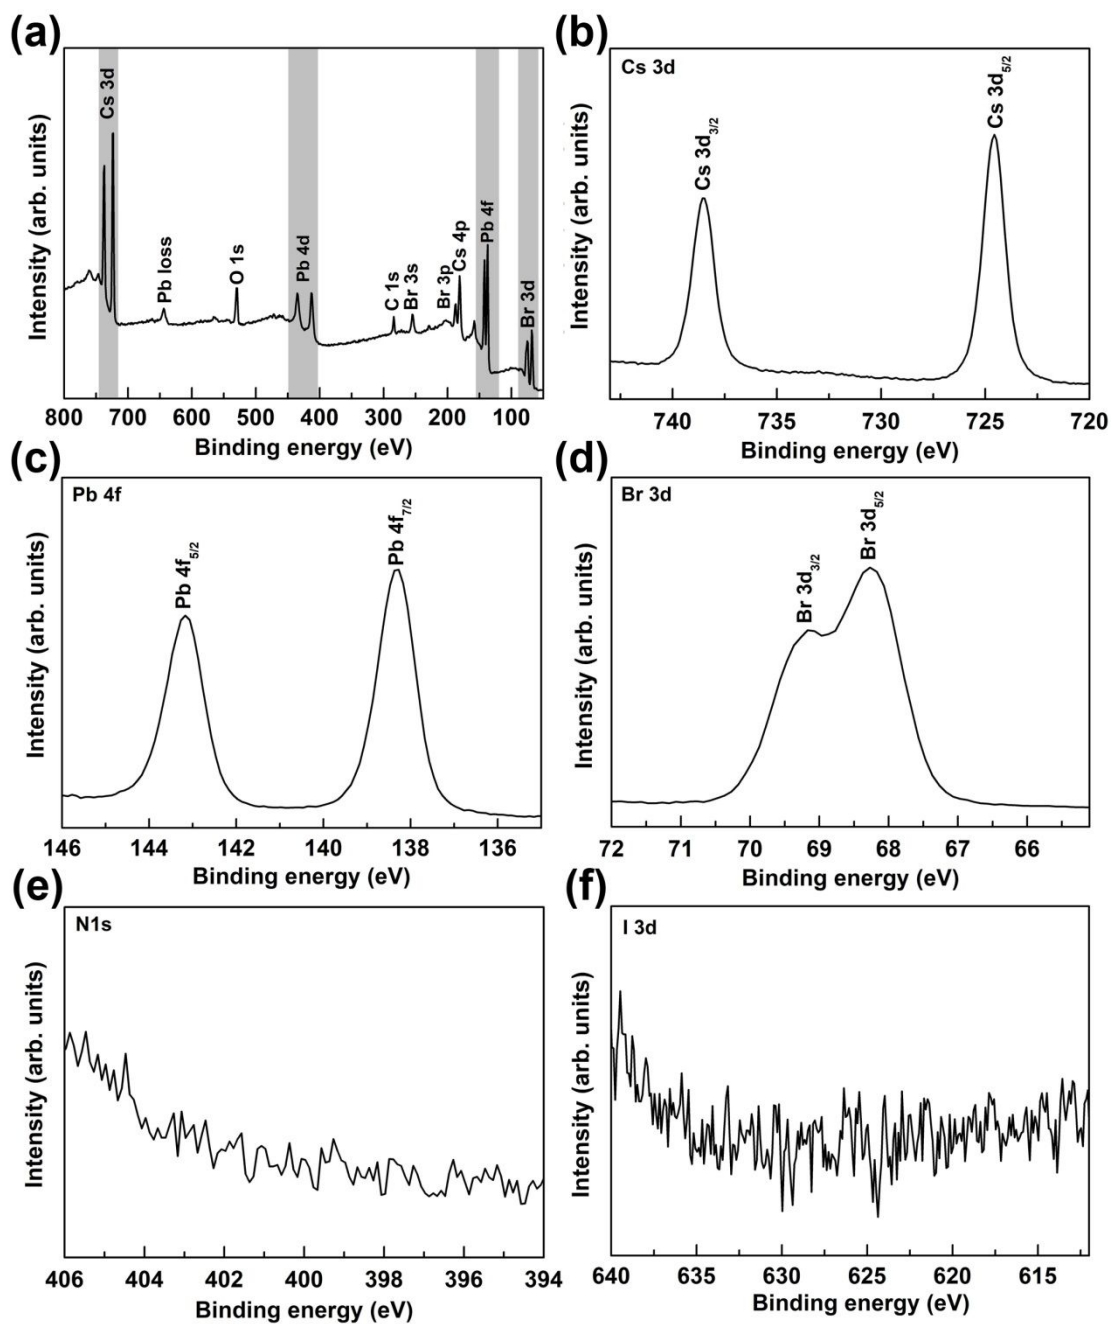 (a)
Intensity (arb. units)
Cs 3d
Pb loss
O 1s
Pb 4d
C 1s
Br 3s
Br 3p
Cs 4p
Pb 4f
Br 3d
800 700 600 500 400 300 200 100
Binding energy (eV)
(b)
Cs 3d
Intensity (arb. units)
Cs 3d3/2
Cs 3d5/2
740 735 730 725 720
Binding energy (eV)
(c)
Pb 4f
Intensity (arb. units)
Pb 4f5/2
Pb 4f7/2
146 144 142 140 138 136
Binding energy (eV)
(d)
Br 3d
Intensity (arb. units)
Br 3d3/2
Br 3d5/2
72 71 70 69 68 67 66
Binding energy (eV)
(e)
N1s
Intensity (arb. units)
406 404 402 400 398 396 394
Binding energy (eV)
(f)
I 3d
Intensity (arb. units)
640 635 630 625 620 615
Binding energy (eV)